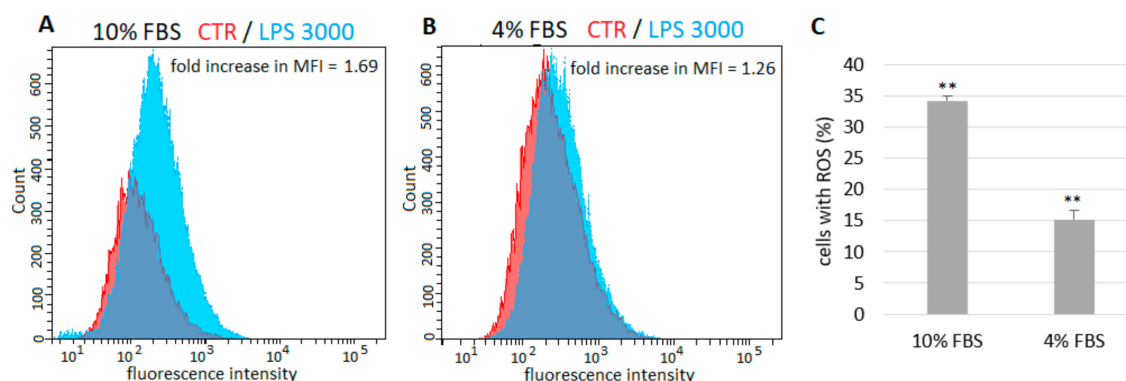 A
10% FBS CTR / LPS 3000
fold increase in MFI = 1.69
Count
600
500
400
300
200
100
0
10¹ 10² 10³ 10⁴ 10⁵
fluorescence intensity
B
4% FBS CTR / LPS 3000
fold increase in MFI = 1.26
Count
600
500
400
300
200
100
0
10¹ 10² 10³ 10⁴ 10⁵
fluorescence intensity
C
cells with ROS (%)
40
35
30
25
20
15
10
5
0
**
**
10% FBS 4% FBS